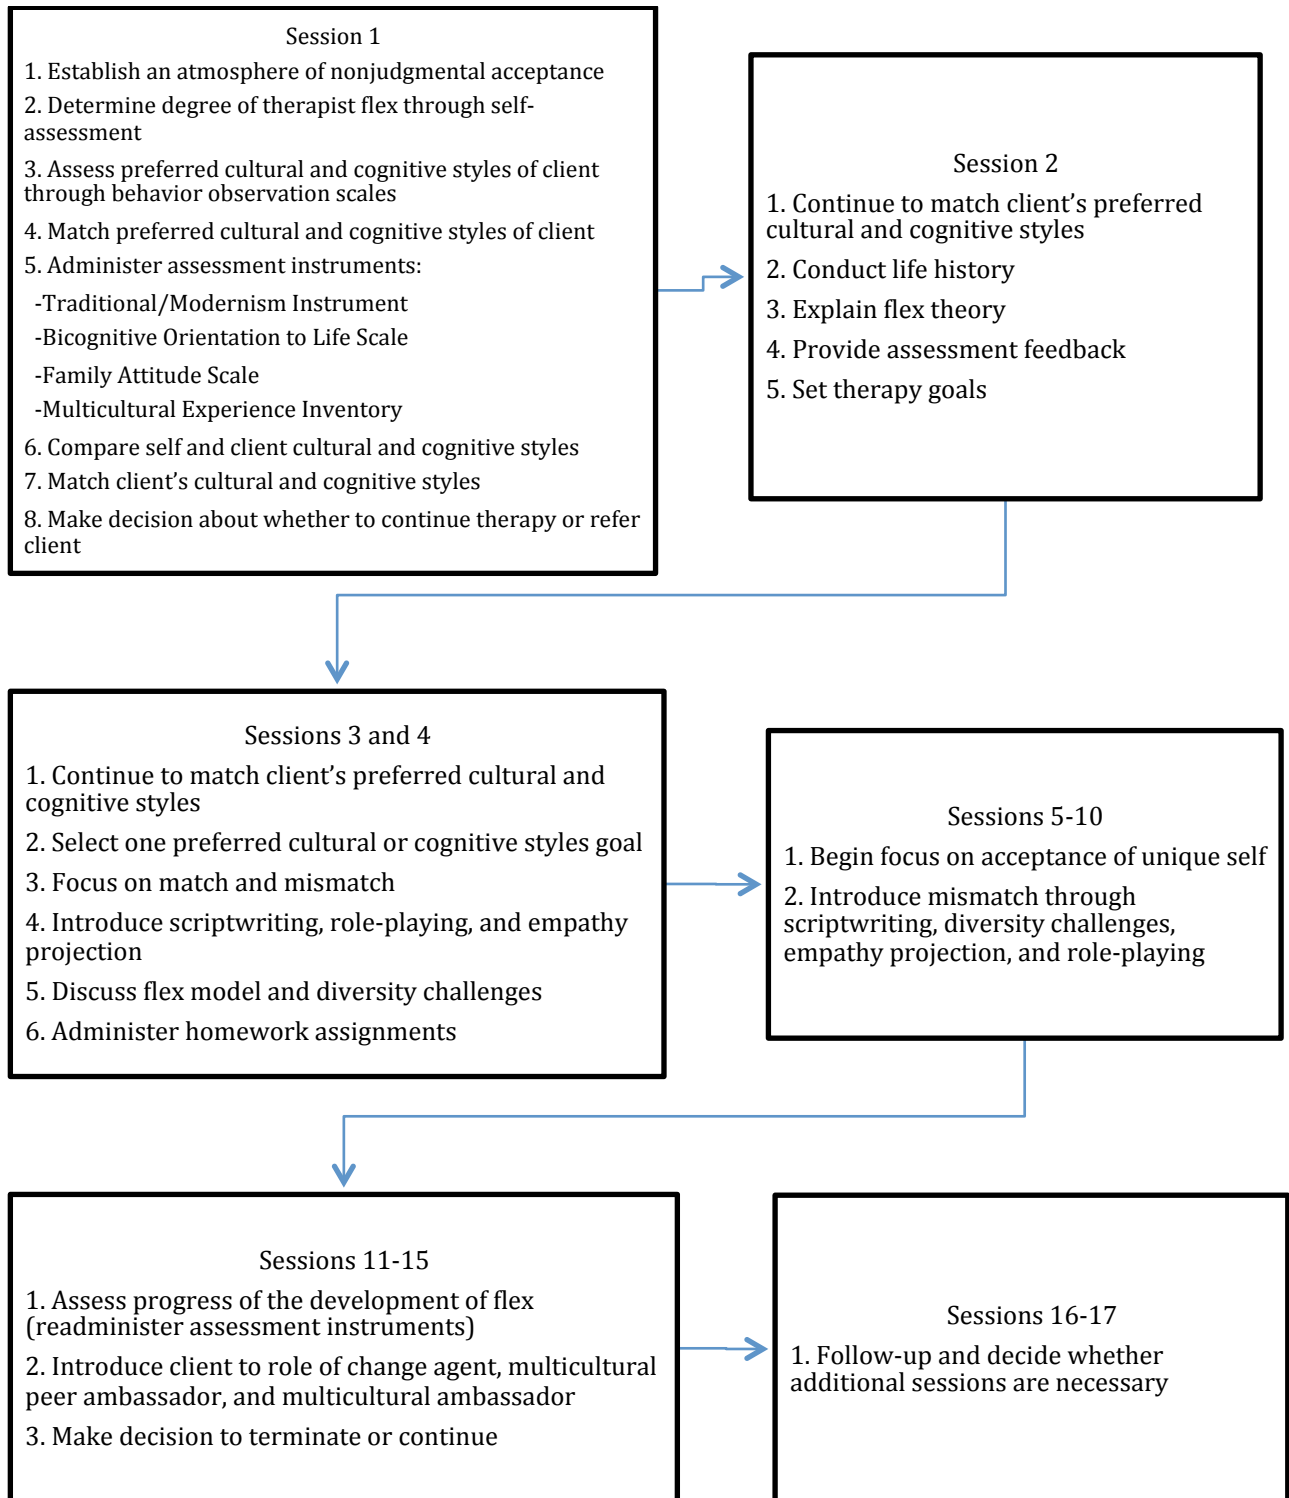 Session 1
1. Establish an atmosphere of nonjudgmental acceptance
2. Determine degree of therapist flex through self-
assessment
3. Assess preferred cultural and cognitive styles of client
through behavior observation scales
4. Match preferred cultural and cognitive styles of client
5. Administer assessment instruments:
-Traditional/Modernism Instrument
-Bicognitive Orientation to Life Scale
-Family Attitude Scale
-Multicultural Experience Inventory
6. Compare self and client cultural and cognitive styles
7. Match client’s cultural and cognitive styles
8. Make decision about whether to continue therapy or refer
client
Session 2
1. Continue to match client’s preferred
cultural and cognitive styles
2. Conduct life history
3. Explain flex theory
4. Provide assessment feedback
5. Set therapy goals
Sessions 3 and 4
1. Continue to match client’s preferred cultural and
cognitive styles
2. Select one preferred cultural or cognitive styles goal
3. Focus on match and mismatch
4. Introduce scriptwriting, role-playing, and empathy
projection
5. Discuss flex model and diversity challenges
6. Administer homework assignments
Sessions 5-10
1. Begin focus on acceptance of unique self
2. Introduce mismatch through
scriptwriting, diversity challenges,
empathy projection, and role-playing
Sessions 11-15
1. Assess progress of the development of flex
(readminister assessment instruments)
2. Introduce client to role of change agent, multicultural
peer ambassador, and multicultural ambassador
3. Make decision to terminate or continue
Sessions 16-17
1. Follow-up and decide whether
additional sessions are necessary